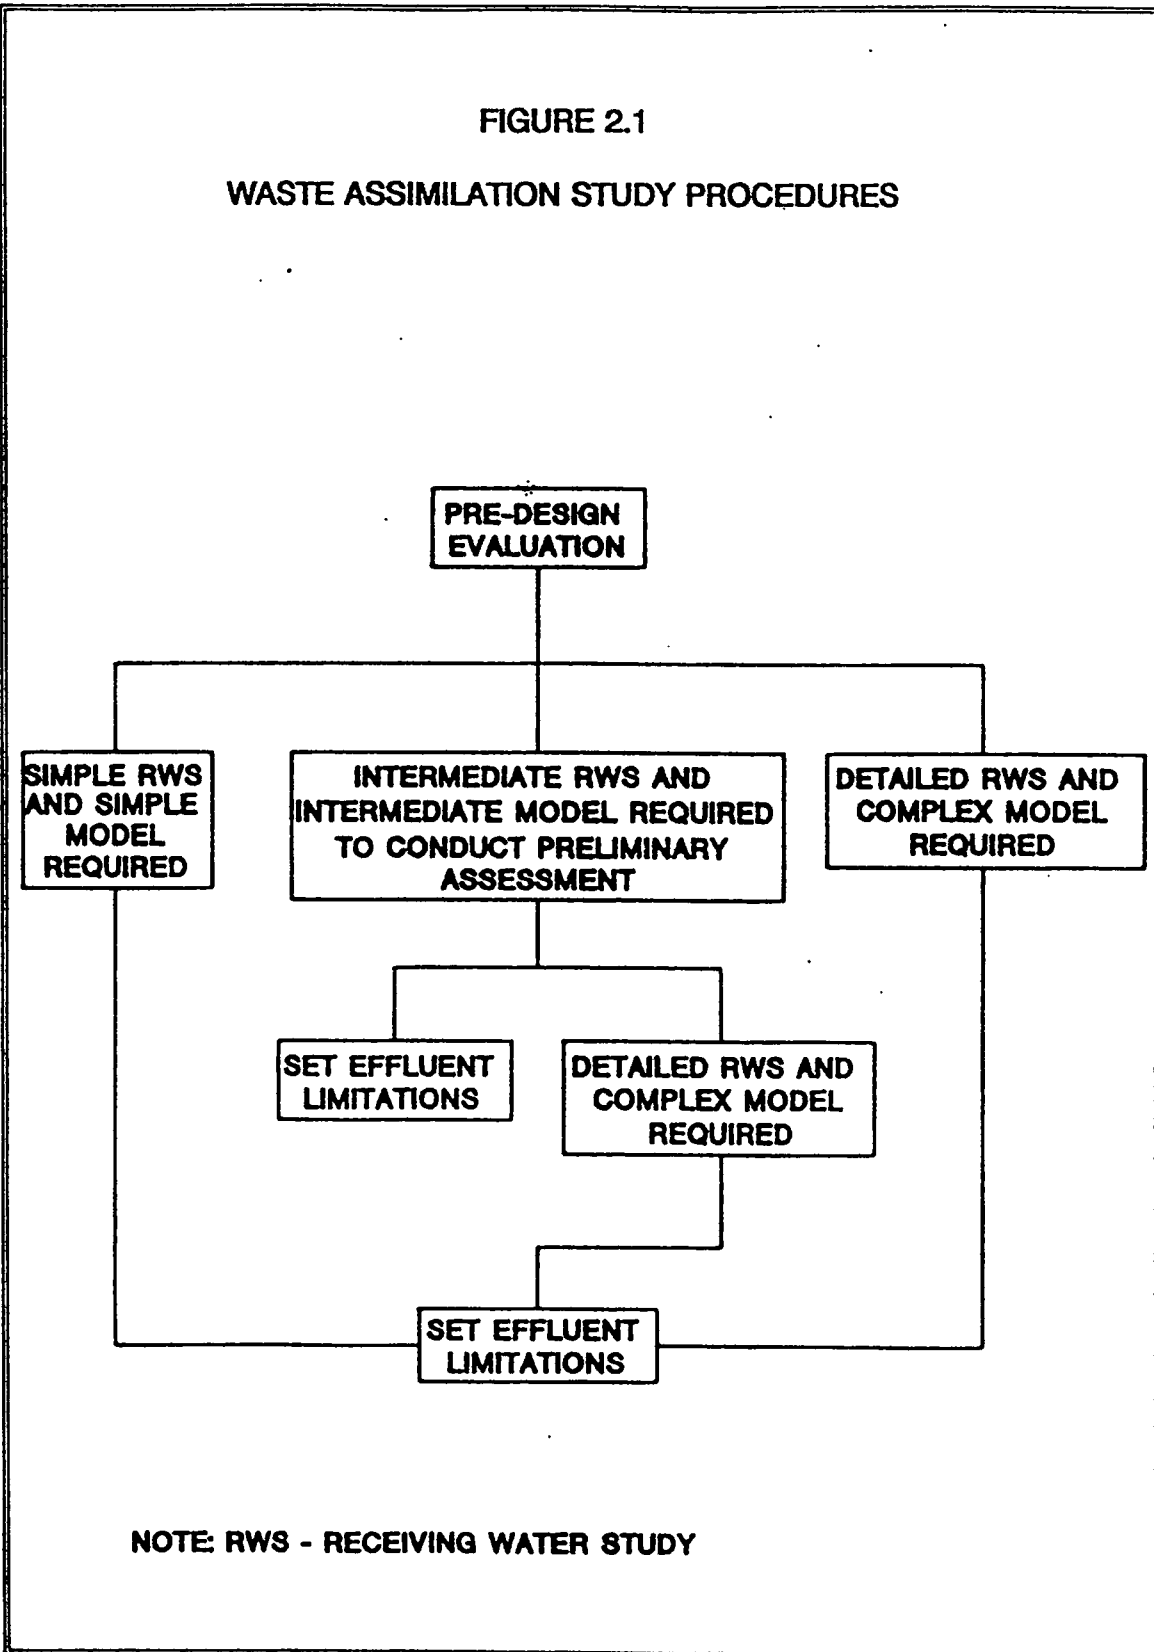 FIGURE 2.1
WASTE ASSIMILATION STUDY PROCEDURES
PRE-DESIGN
EVALUATION
SIMPLE RWS
AND SIMPLE
MODEL
REQUIRED
INTERMEDIATE RWS AND
INTERMEDIATE MODEL REQUIRED
TO CONDUCT PRELIMINARY
ASSESSMENT
DETAILED RWS AND
COMPLEX MODEL
REQUIRED
SET EFFLUENT
LIMITATIONS
DETAILED RWS AND
COMPLEX MODEL
REQUIRED
SET EFFLUENT
LIMITATIONS
NOTE: RWS - RECEIVING WATER STUDY